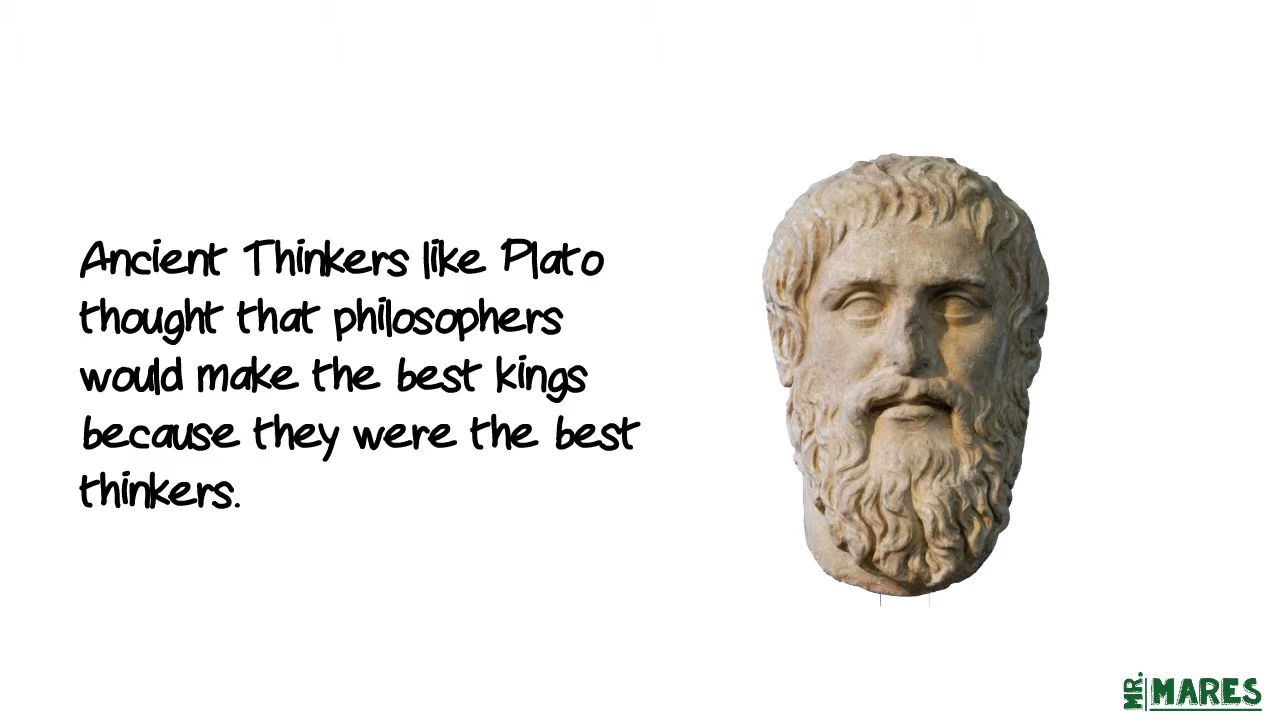 Ancient Thinkers like Plato
thought that philosophers
would make the best kings
because they were the best
thinkers.
MR. MARES